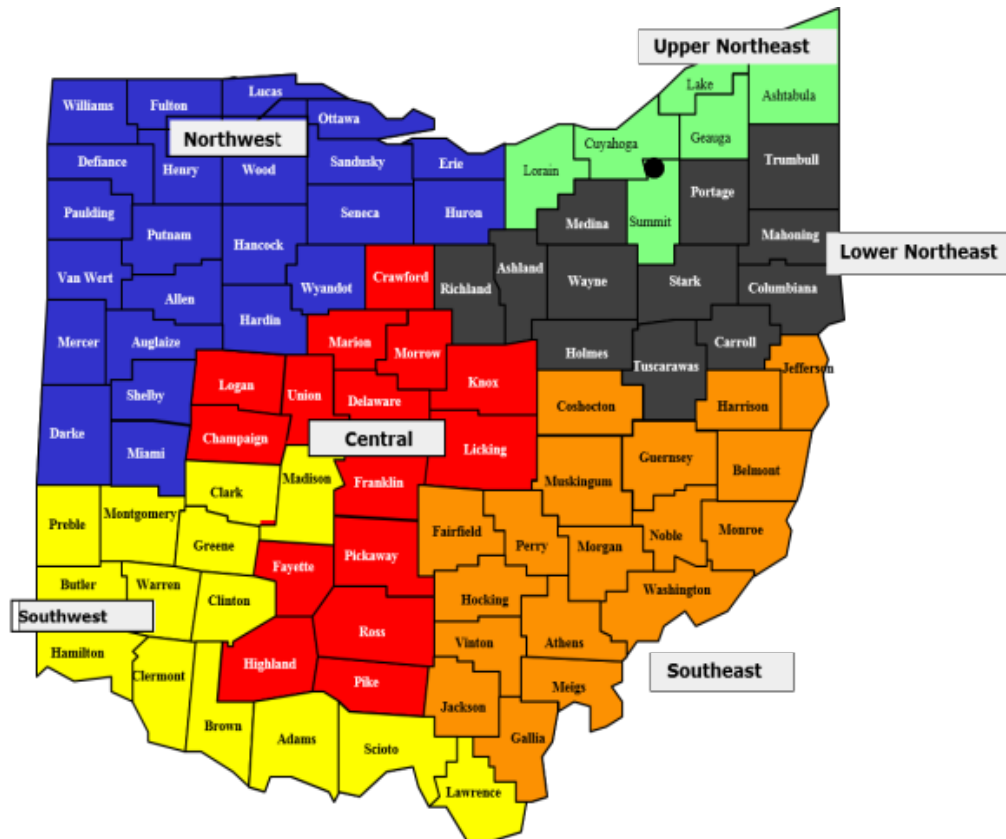 Upper Northeast
Lake
Ashtabula
Williams
Fulton
Lucas
Ottawa
Northwest
Cuyahoga
Geauga
Defiance
Henry
Wood
Sandusky
Erie
Lorain
Trumbull
Portage
Paulding
Putnam
Hancock
Seneca
Huron
Medina
Summit
Mahoning
Lower Northeast
Van Wert
Allen
Wyandot
Crawford
Richland
Ashland
Wayne
Stark
Columbiana
Mercer
Auglaize
Hardin
Marion
Morrow
Holmes
Tuscarawas
Carroll
Jefferson
Shelby
Logan
Union
Delaware
Knox
Coshocton
Harrison
Darke
Miami
Champaign
Central
Licking
Guernsey
Belmont
Clark
Madison
Franklin
Muskingum
Preble
Montgomery
Greene
Fayette
Pickaway
Fairfield
Perry
Morgan
Noble
Monroe
Butler
Warren
Clinton
Hocking
Washington
Southwest
Hamilton
Ross
Vinton
Athens
Southeast
Clermont
Highland
Pike
Jackson
Meigs
Brown
Adams
Scioto
Gallia
Lawrence